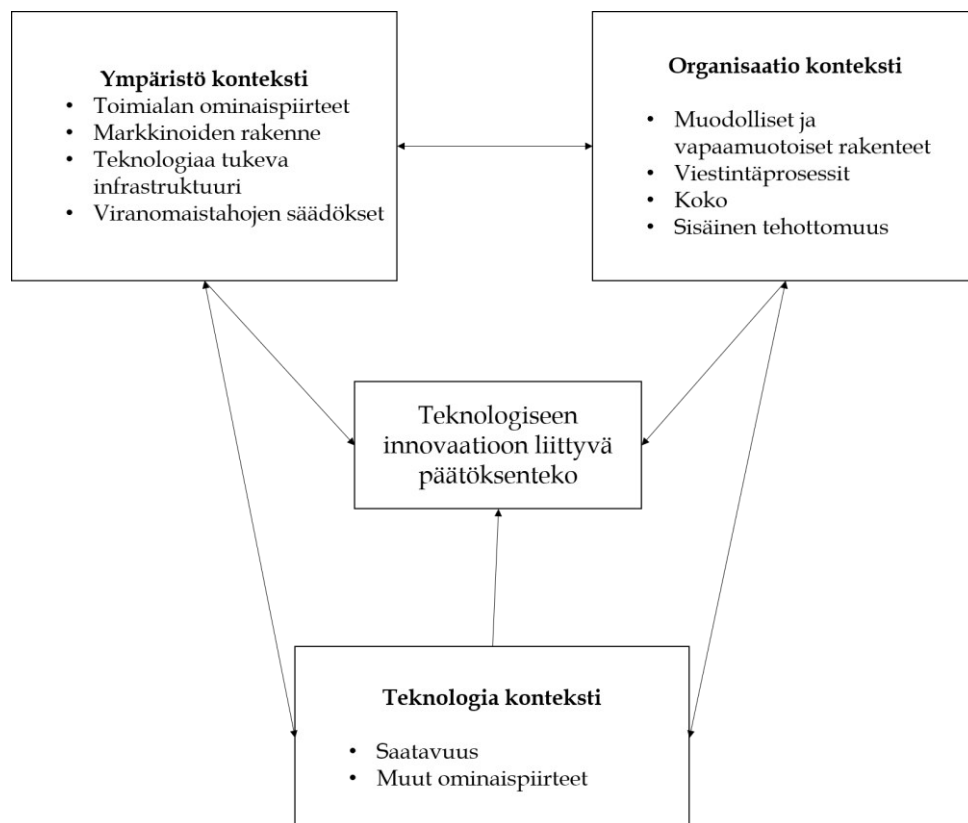 Ympäristö konteksti
• Toimialan ominaispiirteet
• Markkinoiden rakenne
• Teknologiaa tukeva
infrastruktuuri
• Viranomaistahojen säädökset
Organisaatio konteksti
• Muodolliset ja
vapaamuotoiset rakenteet
• Viestintäprosessit
• Koko
• Sisäinen tehottomuus
Teknologiseen
innovaatioon liittyvä
päätöksenteko
Teknologia konteksti
• Saatavuus
• Muut ominaispiirteet